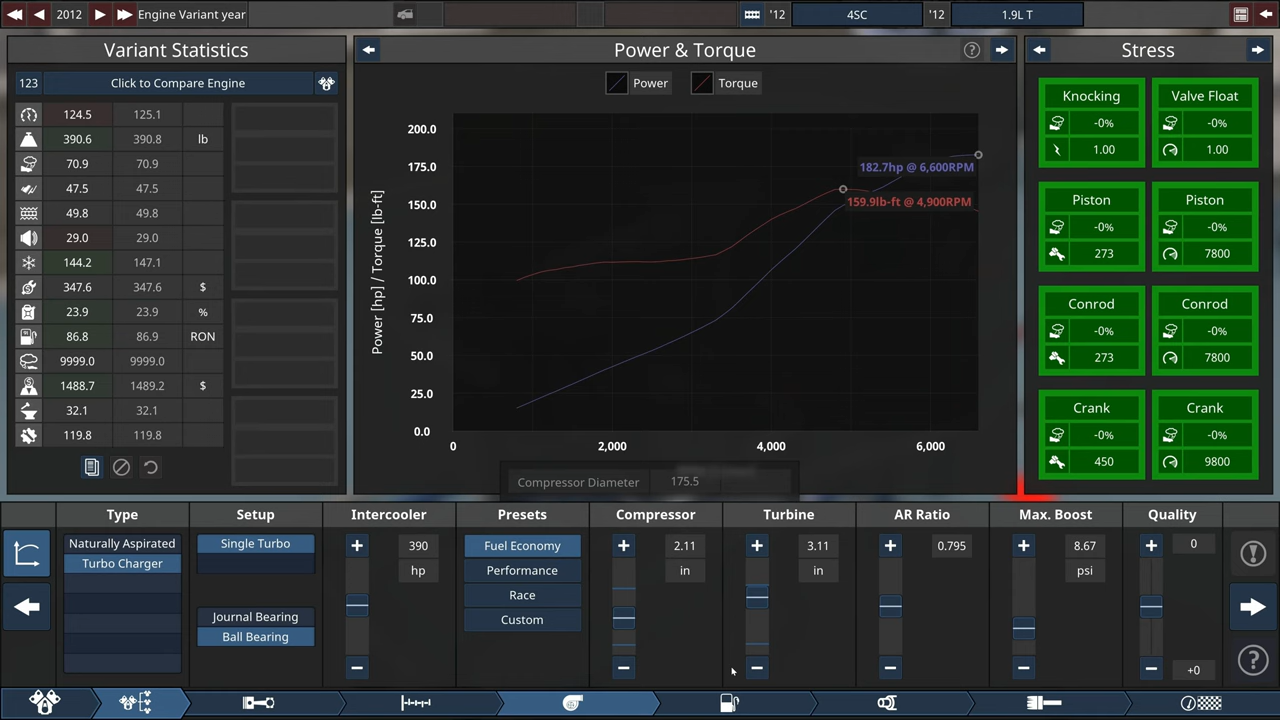 2012 Engine Variant year '12 4SC '12 1.9L T
Variant Statistics
123 Click to Compare Engine
124.5 125.1
390.6 390.8 lb
70.9 70.9
47.5 47.5
49.8 49.8
29.0 29.0
144.2 147.1
347.6 347.6 $
23.9 23.9 %
86.8 86.9 RON
9999.0 9999.0
1488.7 1489.2 $
32.1 32.1
119.8 119.8
Power & Torque ?
Power Torque
Power [hp] / Torque [lb-ft]
200.0
175.0
150.0
125.0
100.0
75.0
50.0
25.0
0.0
0 2,000 4,000 6,000
182.7hp @ 6,600RPM
159.9lb-ft @ 4,900RPM
Compressor Diameter 175.5
Stress
Knocking Valve Float
-0% -0%
1.00 1.00
Piston Piston
-0% -0%
273 7800
Conrod Conrod
-0% -0%
273 7800
Crank Crank
-0% -0%
450 9800
Type
Naturally Aspirated
Turbo Charger
Setup
Single Turbo
Journal Bearing
Ball Bearing
Intercooler
+ 390
hp
-
Presets
Fuel Economy
Performance
Race
Custom
Compressor
+ 2.11
in
-
Turbine
+ 3.11
in
-
AR Ratio
+ 0.795
-
Max. Boost
+ 8.67
psi
-
Quality
+ 0
- +0
!
?